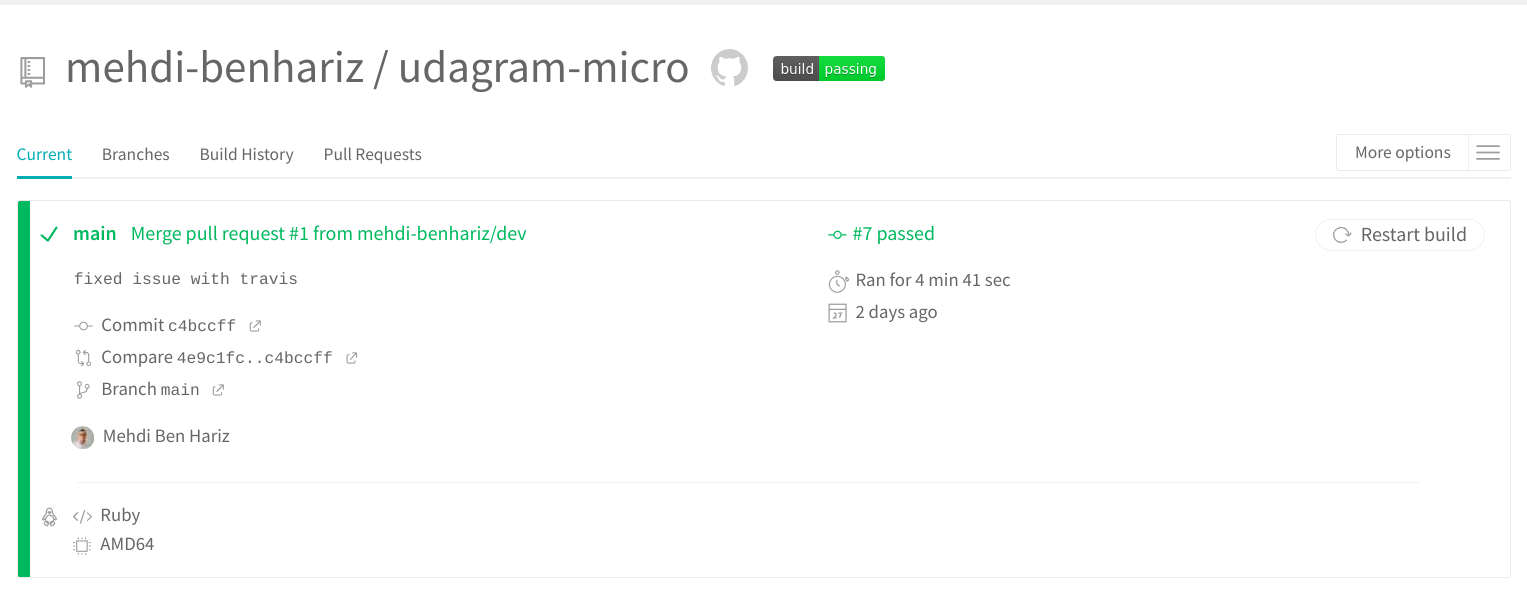 mehdi-benhariz / udagram-micro build passing
Current Branches Build History Pull Requests More options
main Merge pull request #1 from mehdi-benhariz/dev #7 passed Restart build
fixed issue with travis Ran for 4 min 41 sec
Commit c4bccff 27 2 days ago
Compare 4e9c1fc..c4bccff
Branch main
Mehdi Ben Hariz
</> Ruby
AMD64